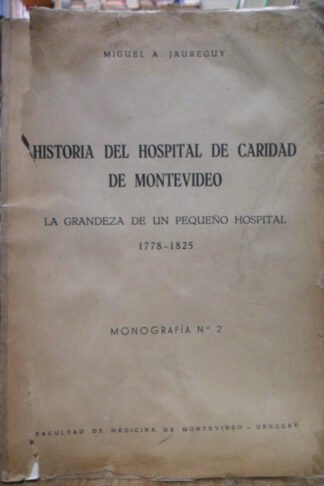 MIGUEL A. JAUREGUY
HISTORIA DEL HOSPITAL DE CARIDAD
DE MONTEVIDEO
LA GRANDEZA DE UN PEQUEÑO HOSPITAL
1778-1825
MONOGRAFÍA N.º 2
FACULTAD DE MEDICINA DE MONTEVIDEO - URUGUAY